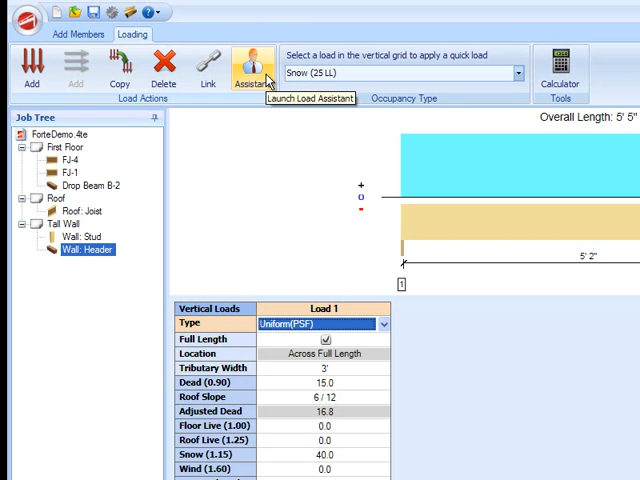 Add Members
Loading
Add
Add
Copy
Delete
Link
Assistant
Load Actions
Select a load in the vertical grid to apply a quick load
Snow (25 LL)
Launch Load Assistant
Occupancy Type
Calculator
Tools
Job Tree
ForteDemo.4te
First Floor
FJ-4
FJ-1
Drop Beam B-2
Roof
Roof: Joist
Tall Wall
Wall: Stud
Wall: Header
Overall Length: 5' 5"
+
0
-
5' 2"
1
Vertical Loads Load 1
Type Uniform(PSF)
Full Length
Location Across Full Length
Tributary Width 3'
Dead (0.90) 15.0
Roof Slope 6 / 12
Adjusted Dead 16.8
Floor Live (1.00) 0.0
Roof Live (1.25) 0.0
Snow (1.15) 40.0
Wind (1.60) 0.0